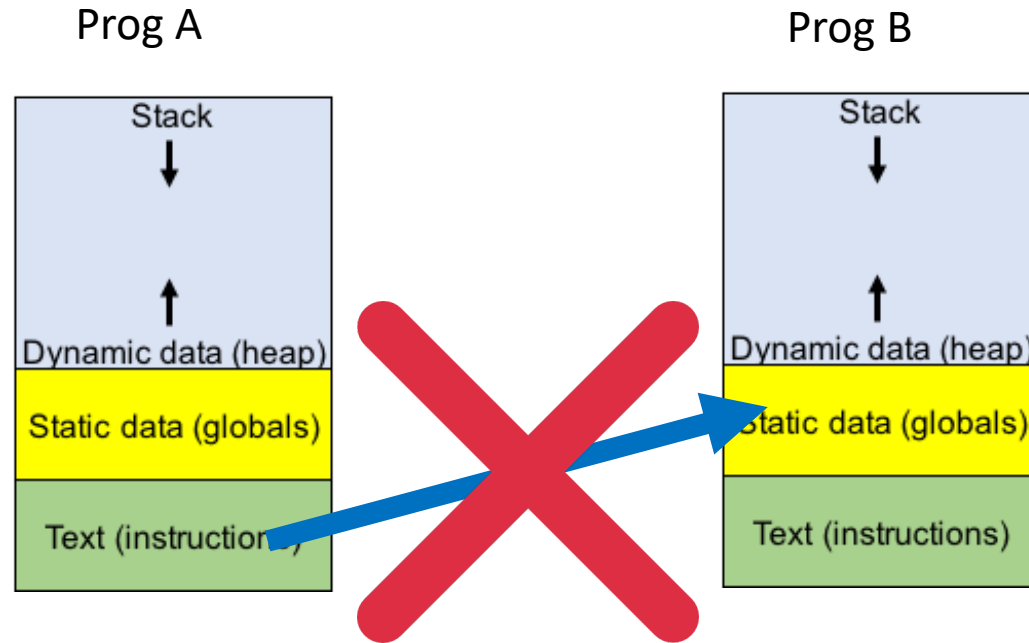 Prog A
Stack
Dynamic data (heap)
Static data (globals)
Text (instructions)
Prog B
Stack
Dynamic data (heap)
Static data (globals)
Text (instructions)